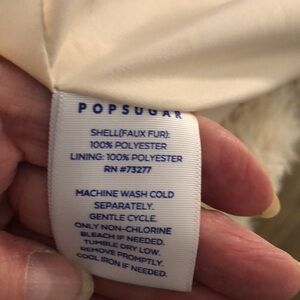 POPSUGAR
SHELL(FAUX FUR):
100% POLYESTER
LINING: 100% POLYESTER
RN #73277
MACHINE WASH COLD
SEPARATELY.
GENTLE CYCLE.
ONLY NON-CHLORINE
BLEACH IF NEEDED.
TUMBLE DRY LOW.
REMOVE PROMPTLY.
COOL IRON IF NEEDED.